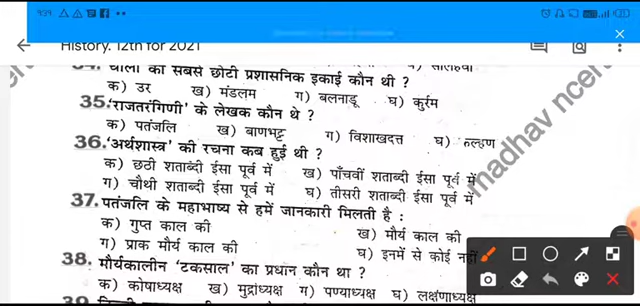 History. 12th for 2021
का सबसे छोटी प्रशासनिक इकाई कौन थी ?
क) उर ख) मंडलम ग) बलनाडू घ) कुर्रम
35. 'राजतरंगिणी' के लेखक कौन थे ?
क) पतंजलि ख) बाणभट्ट ग) विशाखदत्त घ)
36. 'अर्थशास्त्र' की रचना कब हुई थी ?
क) छठी शताब्दी ईसा पूर्व में ख) पाँचवीं शताब्दी ईसा पूर्व में
ग) चौथी शताब्दी ईसा पूर्व में घ) तीसरी शताब्दी ईसा पूर्व में
37. पतंजलि के महाभाष्य से हमें जानकारी मिलती है :
क) गुप्त काल की ख) मौर्य काल की
ग) प्राक मौर्य काल की घ) इनमें से कोई नहीं
38. मौर्यकालीन 'टकसाल' का प्रधान कौन था ?
क) कोषाध्यक्ष ख) मुद्राध्यक्ष ग) पण्याध्यक्ष घ) लक्षणाध्यक्ष
madhav ncert